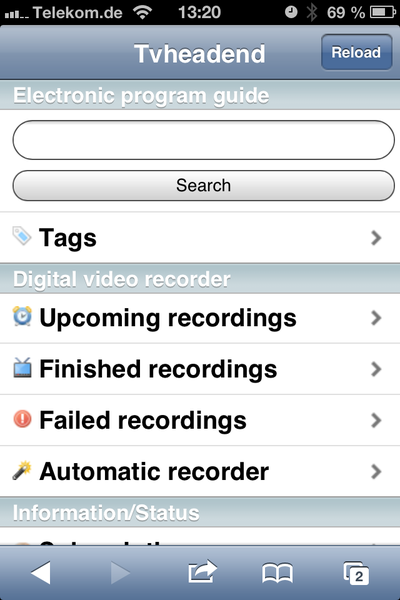 Telekom.de 13:20 69 %
Tvheadend
Reload
Electronic program guide
Search
Tags
Digital video recorder
Upcoming recordings
Finished recordings
Failed recordings
Automatic recorder
Information/Status
2